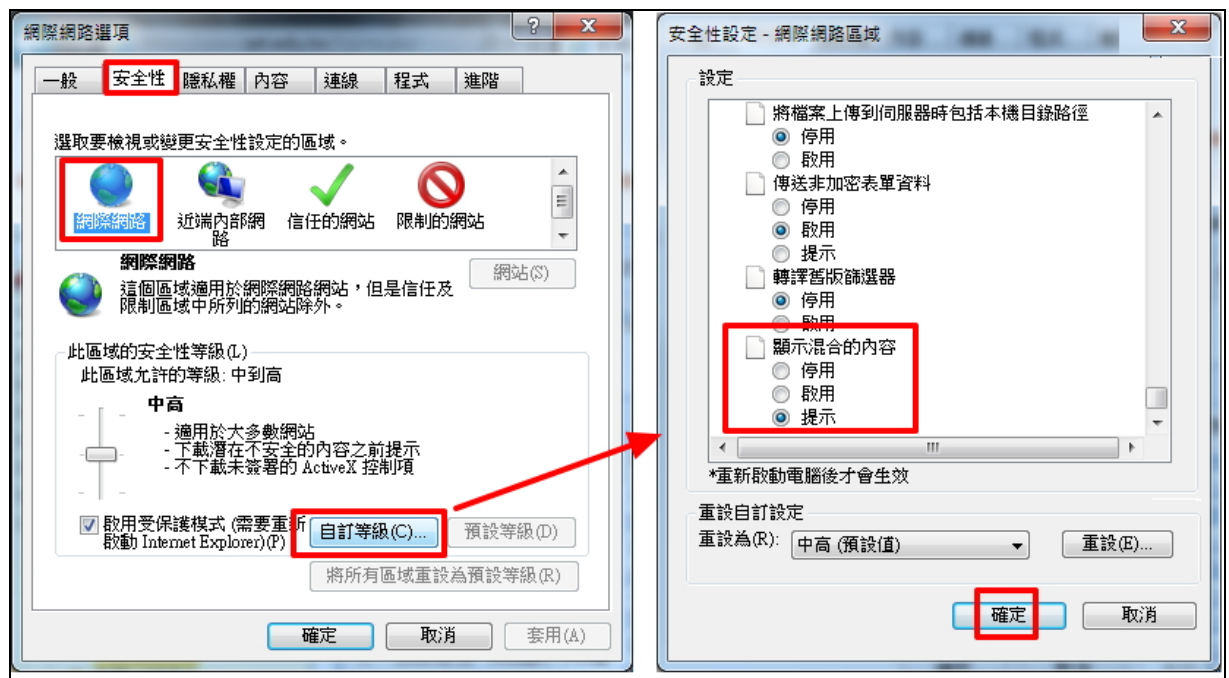 網際網路選項
一般 安全性 隱私權 內容 連線 程式 進階
選取要檢視或變更安全性設定的區域。
網際網路 近端內部網路 信任的網站 限制的網站
網際網路
這個區域適用於網際網路網站，但是信任及
限制區域中所列的網站除外。
網站(S)
此區域的安全性等級(L)
此區域允許的等級: 中到高
中高
- 適用於大多數網站
- 下載潛在不安全的內容之前提示
- 不下載未簽署的 ActiveX 控制項
啟用受保護模式 (需要重新
啟動 Internet Explorer)(P)
自訂等級(C)... 預設等級(D)
將所有區域重設為預設等級(R)
確定 取消 套用(A)
安全性設定 - 網際網路區域
設定
將檔案上傳到伺服器時包括本機目錄路徑
停用
啟用
傳送非加密表單資料
停用
啟用
提示
轉譯舊版篩選器
停用
啟用
顯示混合的內容
停用
啟用
提示
*重新啟動電腦後才會生效
重設自訂設定
重設為(R): 中高 (預設值) 重設(E)...
確定 取消